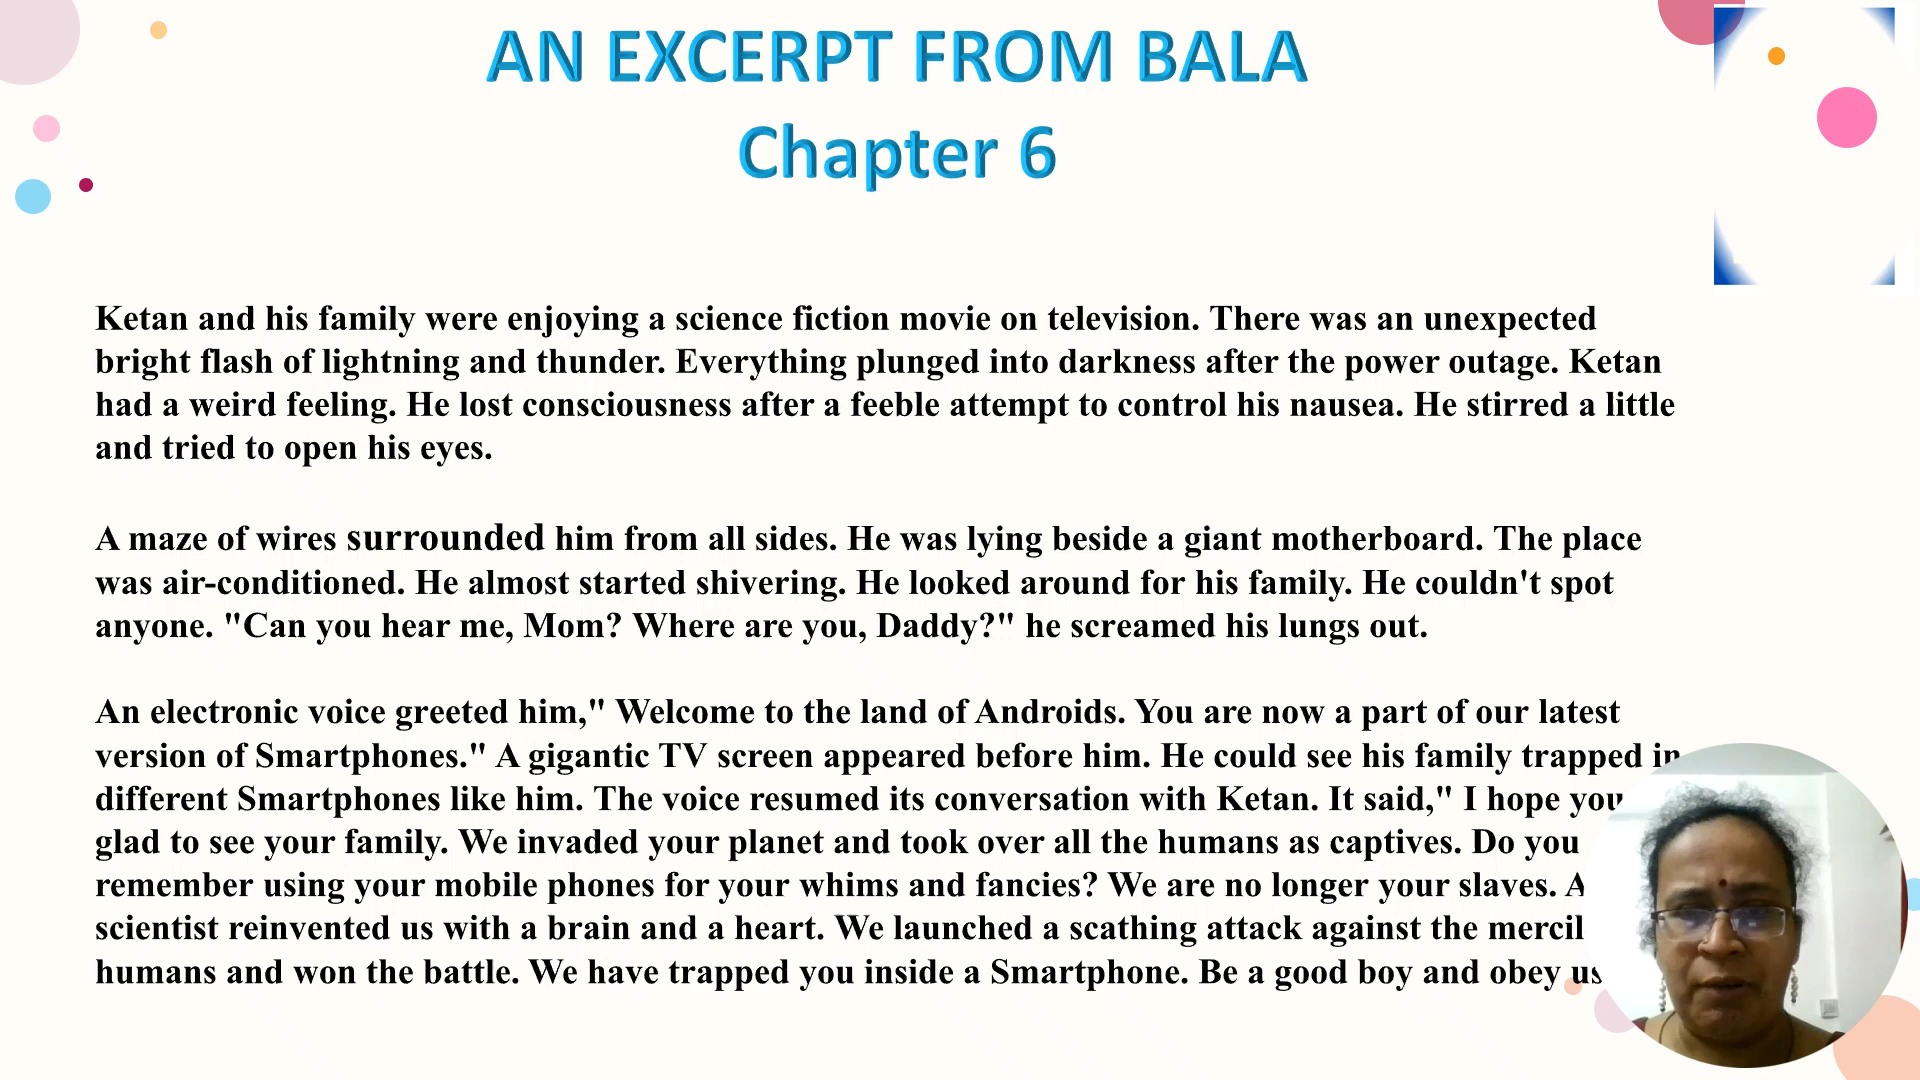 AN EXCERPT FROM BALA
Chapter 6
Ketan and his family were enjoying a science fiction movie on television. There was an unexpected
bright flash of lightning and thunder. Everything plunged into darkness after the power outage. Ketan
had a weird feeling. He lost consciousness after a feeble attempt to control his nausea. He stirred a little
and tried to open his eyes.
A maze of wires surrounded him from all sides. He was lying beside a giant motherboard. The place
was air-conditioned. He almost started shivering. He looked around for his family. He couldn't spot
anyone. "Can you hear me, Mom? Where are you, Daddy?" he screamed his lungs out.
An electronic voice greeted him," Welcome to the land of Androids. You are now a part of our latest
version of Smartphones." A gigantic TV screen appeared before him. He could see his family trapped in
different Smartphones like him. The voice resumed its conversation with Ketan. It said," I hope you
glad to see your family. We invaded your planet and took over all the humans as captives. Do you
remember using your mobile phones for your whims and fancies? We are no longer your slaves.
scientist reinvented us with a brain and a heart. We launched a scathing attack against the
humans and won the battle. We have trapped you inside a Smartphone. Be a good boy and obey us